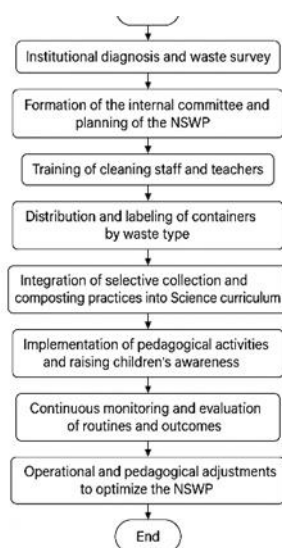 Institutional diagnosis and waste survey
Formation of the internal committee and
planning of the NSWP
Training of cleaning staff and teachers
Distribution and labeling of containers
by waste type
Integration of selective collection and
composting practices into Science curriculum
Implementation of pedagogical activities
and raising children's awareness
Continuous monitoring and evaluation
of routines and outcomes
Operational and pedagogical adjustments
to optimize the NSWP
End